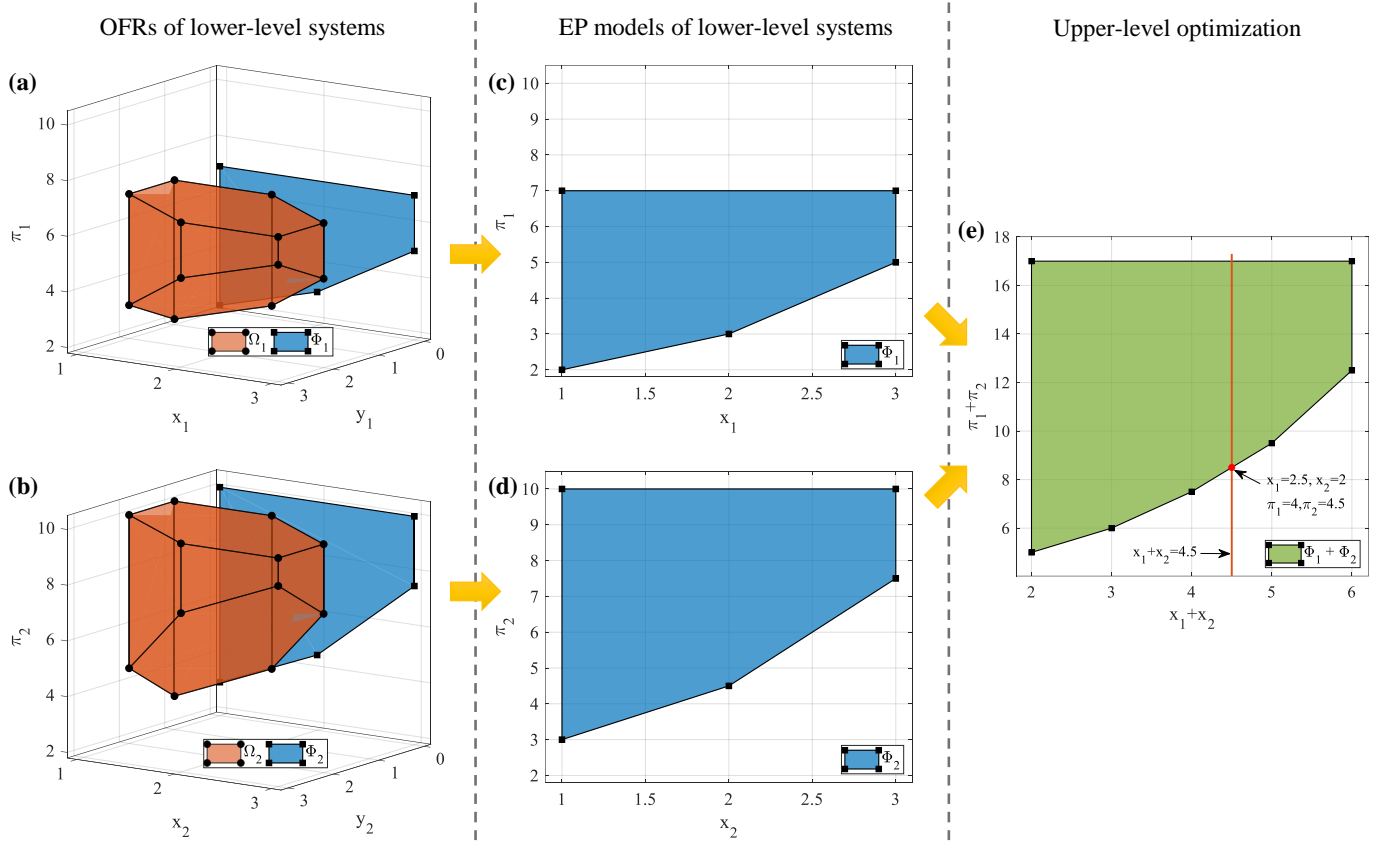 OFRs of lower-level systems
EP models of lower-level systems
Upper-level optimization
(a)
10
8
6
4
2
π₁
1
2
3
x₁
3
2
1
0
y₁
Ω₁ Φ₁
(b)
10
8
6
4
2
π₂
1
2
3
x₂
3
2
1
0
y₂
Ω₂ Φ₂
(c)
10
9
8
7
6
5
4
3
2
π₁
1 1.5 2 2.5 3
x₁
Φ₁
(d)
10
9
8
7
6
5
4
3
2
π₂
1 1.5 2 2.5 3
x₂
Φ₂
(e)
18
16
14
12
10
8
6
π₁+π₂
x₁=2.5, x₂=2
π₁=4,π₂=4.5
x₁+x₂=4.5
Φ₁ + Φ₂
2 3 4 5 6
x₁+x₂